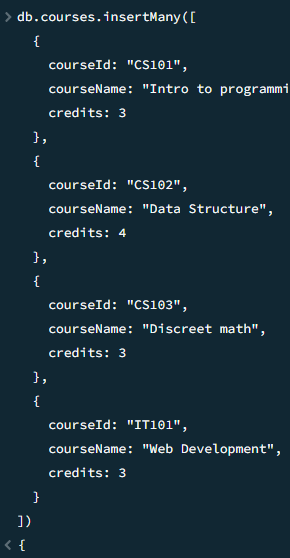 > db.courses.insertMany([
{
courseId: "CS101",
courseName: "Intro to programmi
credits: 3
},
{
courseId: "CS102",
courseName: "Data Structure",
credits: 4
},
{
courseId: "CS103",
courseName: "Discreet math",
credits: 3
},
{
courseId: "IT101",
courseName: "Web Development",
credits: 3
}
])
< {